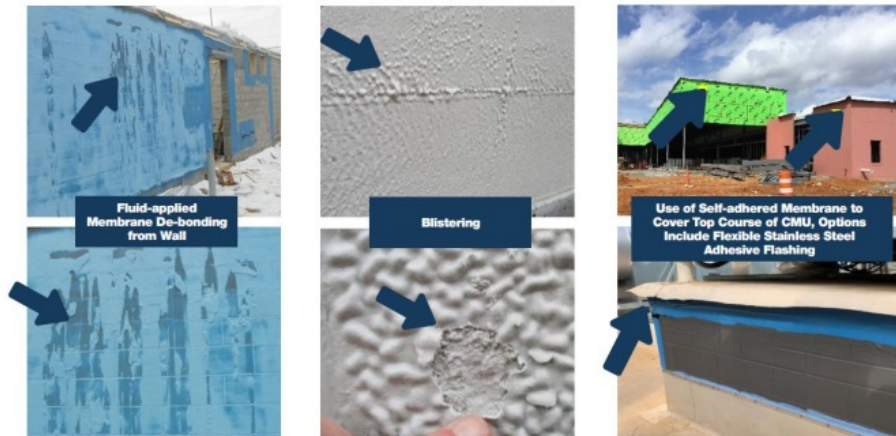 Fluid-applied
Membrane De-bonding
from Wall
Blistering
Use of Self-adhered Membrane to
Cover Top Course of CMU, Options
Include Flexible Stainless Steel
Adhesive Flashing